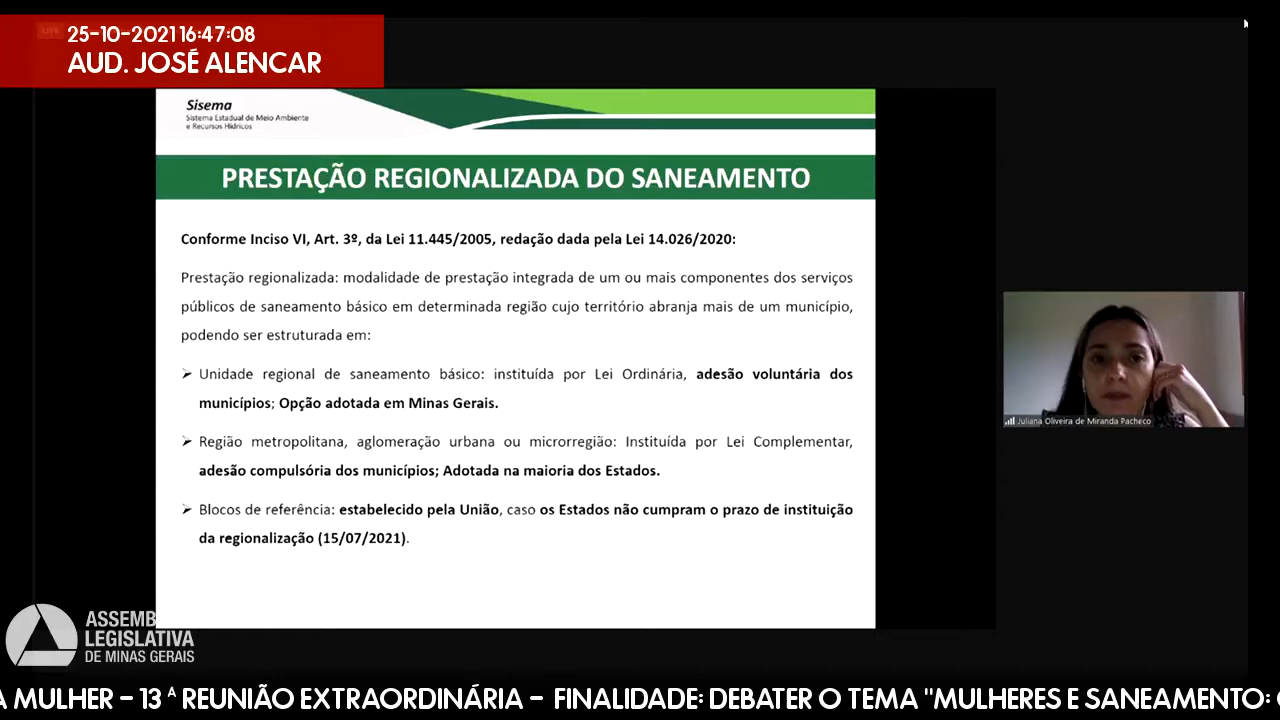 25-10-2021 16:47:08
AUD. JOSÉ ALENCAR
Sisema
Sistema Estadual de Meio Ambiente
e Recursos Hídricos
PRESTAÇÃO REGIONALIZADA DO SANEAMENTO
Conforme Inciso VI, Art. 3º, da Lei 11.445/2005, redação dada pela Lei 14.026/2020:
Prestação regionalizada: modalidade de prestação integrada de um ou mais componentes dos serviços
públicos de saneamento básico em determinada região cujo território abranja mais de um município,
podendo ser estruturada em:
➢ Unidade regional de saneamento básico: instituída por Lei Ordinária, adesão voluntária dos
municípios; Opção adotada em Minas Gerais.
➢ Região metropolitana, aglomeração urbana ou microrregião: Instituída por Lei Complementar,
adesão compulsória dos municípios; Adotada na maioria dos Estados.
➢ Blocos de referência: estabelecido pela União, caso os Estados não cumpram o prazo de instituição
da regionalização (15/07/2021).
Juliana Oliveira de Miranda Pacheco
ASSEMB
LEGISLATIVA
DE MINAS GERAIS
A MULHER - 13ª REUNIÃO EXTRAORDINÁRIA - FINALIDADE: DEBATER O TEMA "MULHERES E SANEAMENTO: